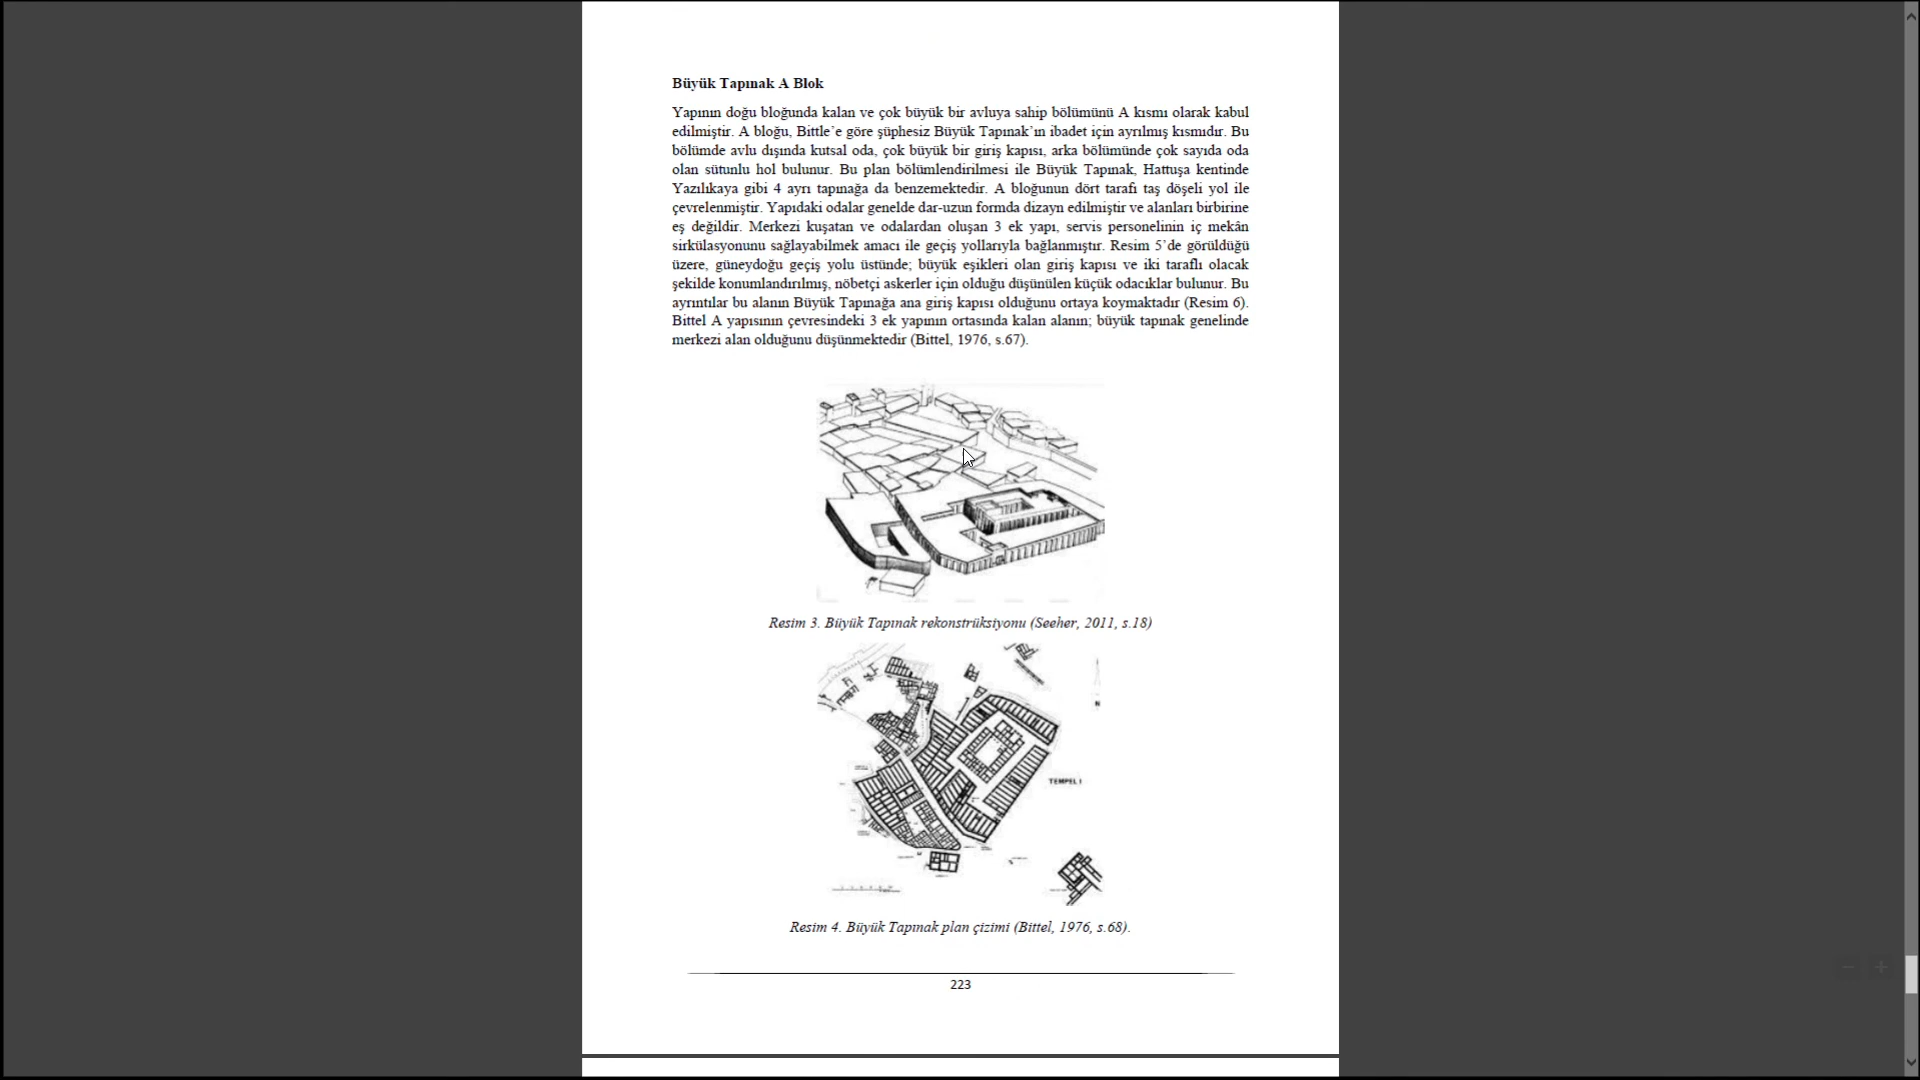 Büyük Tapınak A Blok
Yapının doğu bloğunda kalan ve çok büyük bir avluya sahip bölümünü A kısmı olarak kabul
edilmiştir. A bloğu, Bittle’e göre şüphesiz Büyük Tapınak’ın ibadet için ayrılmış kısmıdır. Bu
bölümde avlu dışında kutsal oda, çok büyük bir giriş kapısı, arka bölümünde çok sayıda oda
olan sütunlu hol bulunur. Bu plan bölümlendirilmesi ile Büyük Tapınak, Hattuşa kentinde
Yazılıkaya gibi 4 ayrı tapınağa da benzemektedir. A bloğunun dört tarafı taş döşeli yol ile
çevrelenmiştir. Yapıdaki odalar genelde dar-uzun formda dizayn edilmiştir ve alanları birbirine
eş değildir. Merkezi kuşatan ve odalardan oluşan 3 ek yapı, servis personelinin iç mekân
sirkülasyonunu sağlayabilmek amacı ile geçiş yollarıyla bağlanmıştır. Resim 5’de görüldüğü
üzere, güneydoğu geçiş yolu üstünde; büyük eşikleri olan giriş kapısı ve iki taraflı olacak
şekilde konumlandırılmış, nöbetçi askerler için olduğu düşünülen küçük odacıklar bulunur. Bu
ayrıntılar bu alanın Büyük Tapınağa ana giriş kapısı olduğunu ortaya koymaktadır (Resim 6).
Bittel A yapısının çevresindeki 3 ek yapının ortasında kalan alanın; büyük tapınak genelinde
merkezi alan olduğunu düşünmektedir (Bittel, 1976, s.67).
Resim 3. Büyük Tapınak rekonstrüksiyonu (Seeher, 2011, s.18)
N
TEMPEL I
Resim 4. Büyük Tapınak plan çizimi (Bittel, 1976, s.68).
223